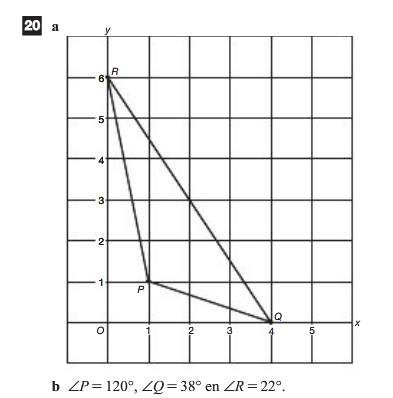 20 a
y
6 R
5
4
3
2
1
P
Q
O 1 2 3 4 5 x
b ∠P = 120°, ∠Q = 38° en ∠R = 22°.